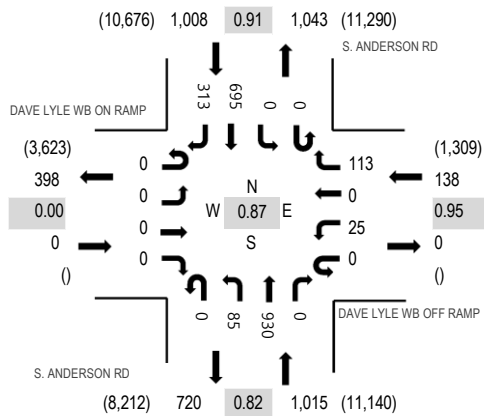 (10,676) 1,008 0.91 1,043 (11,290)
S. ANDERSON RD
313 695 0 0
DAVE LYLE WB ON RAMP
(3,623) (1,309)
0 113
398 138
0 N 0
0.00 W 0.87 E 0.95
0 S 25
0 0
0 0
() ()
0 85 930 0
DAVE LYLE WB OFF RAMP
S. ANDERSON RD
(8,212) 720 0.82 1,015 (11,140)